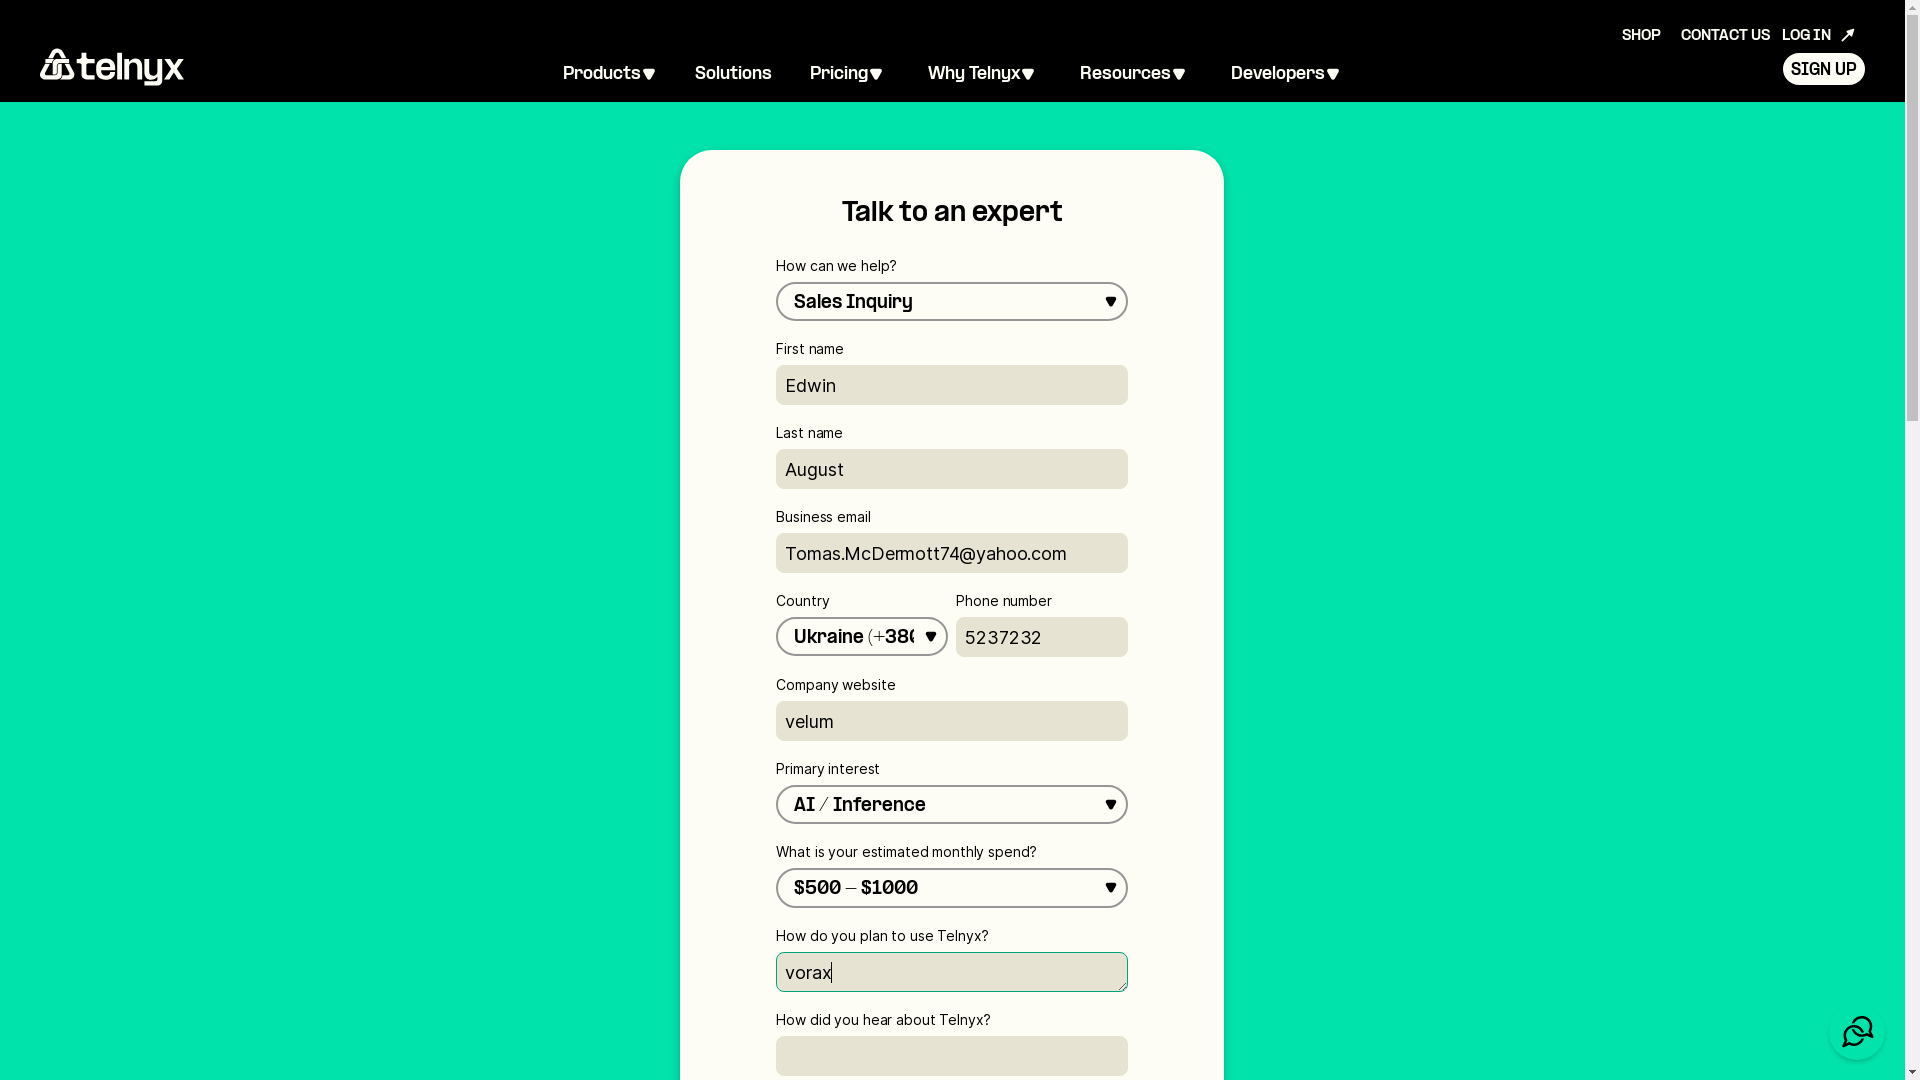 SHOP CONTACT US LOG IN
telnyx
Products Solutions Pricing Why Telnyx Resources Developers
SIGN UP
Talk to an expert
How can we help?
Sales Inquiry
First name
Edwin
Last name
August
Business email
Tomas.McDermott74@yahoo.com
Country Phone number
Ukraine (+380 5237232
Company website
velum
Primary interest
AI / Inference
What is your estimated monthly spend?
$500 – $1000
How do you plan to use Telnyx?
vorax
How did you hear about Telnyx?